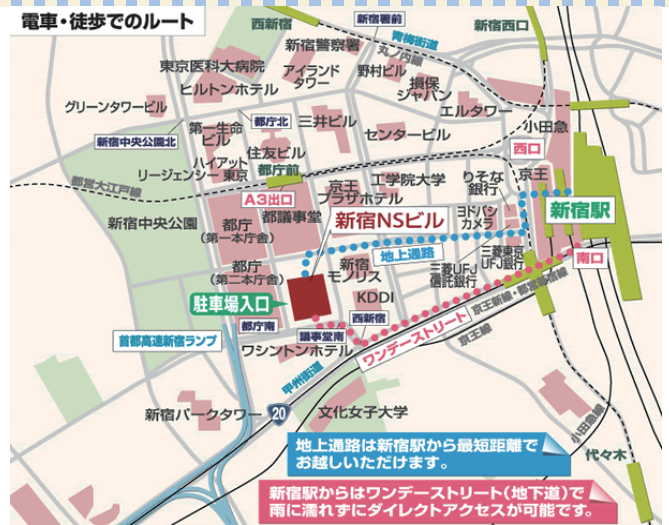 電車・徒歩でのルート
西新宿
新宿署前
新宿西口
青梅街道
丸ノ内線
新宿警察署
東京医科大病院
アイランド
タワー
野村ビル
損保
ジャパン
ヒルトンホテル
グリーンタワービル
エルタワー
小田急
都庁北
三井ビル
新宿中央公園北
第一生命
ビル
センタービル
住友ビル
西口
ハイアット
リージェンシー 東京
都庁前
都営大江戸線
A3出口
京王
プラザホテル
工学院大学
りそな
銀行
京王
新宿駅
新宿中央公園
都庁
(第一本庁舎)
都議事堂
新宿NSビル
ヨドバシ
カメラ
地上通路
三菱東京
UFJ銀行
南口
都庁
(第二本庁舎)
新宿
モノリス
三菱UFJ
信託銀行
KDDI
駐車場入口
京王新線・都営新宿線
都庁南
西新宿
ワンデーストリート
京王線
首都高速新宿ランプ
議事堂南
ワシントンホテル
甲州街道
20
新宿パークタワー
文化女子大学
小田急線
代々木
地上通路は新宿駅から最短距離で
お越しいただけます。
新宿駅からはワンデーストリート(地下道)で
雨に濡れずにダイレクトアクセスが可能です。